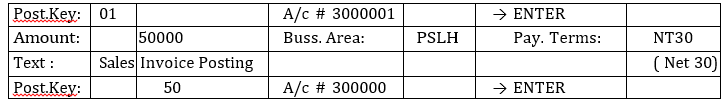 Post.Key: 01 A/c # 3000001 → ENTER
Amount: 50000 Buss. Area: PSLH Pay. Terms: NT30
Text : Sales Invoice Posting ( Net 30)
Post.Key: 50 A/c # 300000 → ENTER